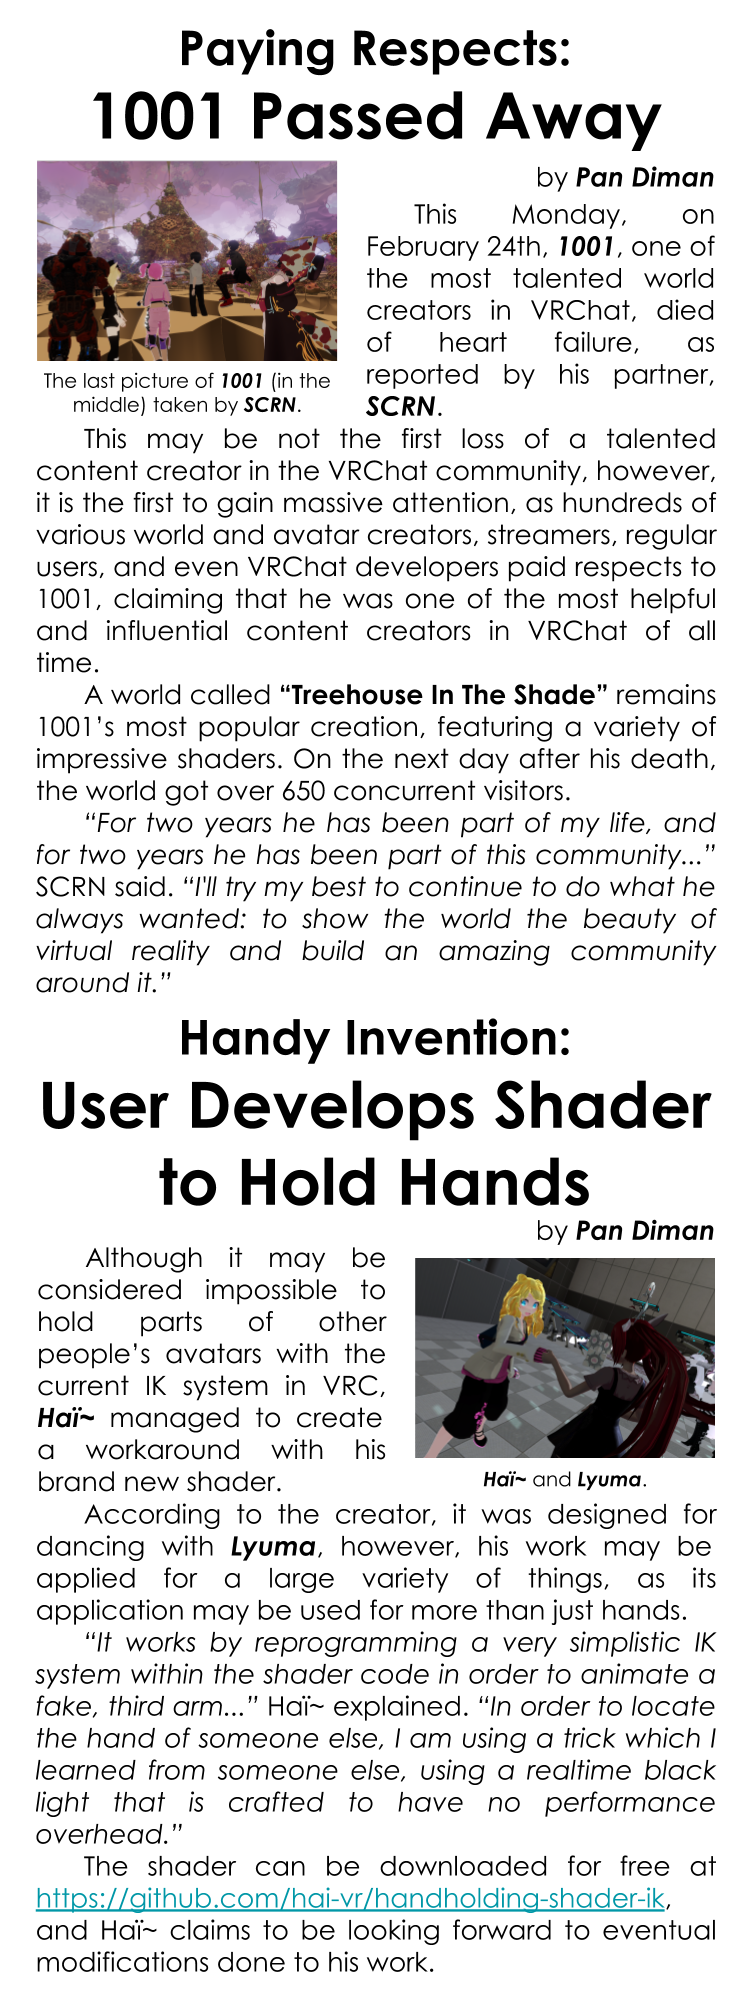 Paying Respects:
1001 Passed Away
by Pan Diman
This Monday, on
February 24th, 1001, one of
the most talented world
creators in VRChat, died
of heart failure, as
reported by his partner,
SCRN.
The last picture of 1001 (in the
middle) taken by SCRN.
This may be not the first loss of a talented
content creator in the VRChat community, however,
it is the first to gain massive attention, as hundreds of
various world and avatar creators, streamers, regular
users, and even VRChat developers paid respects to
1001, claiming that he was one of the most helpful
and influential content creators in VRChat of all
time.
A world called “Treehouse In The Shade” remains
1001’s most popular creation, featuring a variety of
impressive shaders. On the next day after his death,
the world got over 650 concurrent visitors.
“For two years he has been part of my life, and
for two years he has been part of this community...”
SCRN said. “I'll try my best to continue to do what he
always wanted: to show the world the beauty of
virtual reality and build an amazing community
around it.”
Handy Invention:
User Develops Shader
to Hold Hands
by Pan Diman
Although it may be
considered impossible to
hold parts of other
people’s avatars with the
current IK system in VRC,
Haï~ managed to create
a workaround with his
brand new shader.
Haï~ and Lyuma.
According to the creator, it was designed for
dancing with Lyuma, however, his work may be
applied for a large variety of things, as its
application may be used for more than just hands.
“It works by reprogramming a very simplistic IK
system within the shader code in order to animate a
fake, third arm...” Haï~ explained. “In order to locate
the hand of someone else, I am using a trick which I
learned from someone else, using a realtime black
light that is crafted to have no performance
overhead.”
The shader can be downloaded for free at
https://github.com/hai-vr/handholding-shader-ik,
and Haï~ claims to be looking forward to eventual
modifications done to his work.